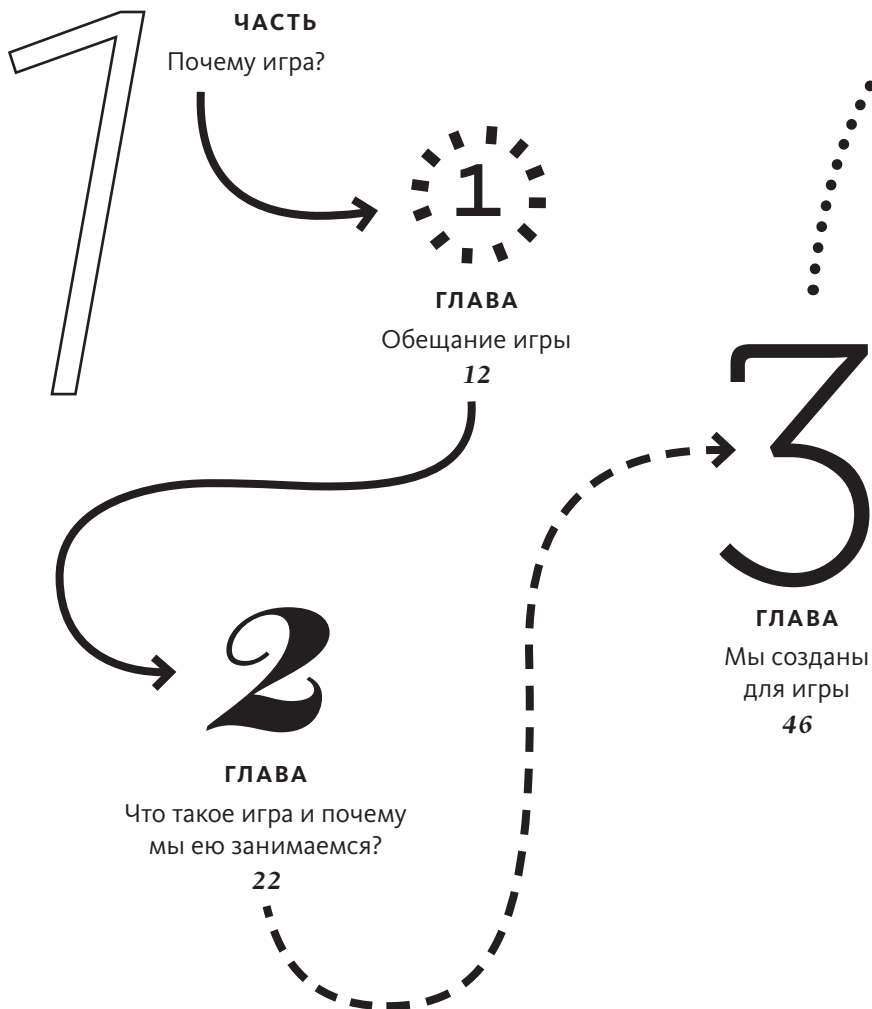 1
ЧАСТЬ
Почему игра?
1
ГЛАВА
Обещание игры
12
2
ГЛАВА
Что такое игра и почему
мы ею занимаемся?
22
3
ГЛАВА
Мы созданы
для игры
46